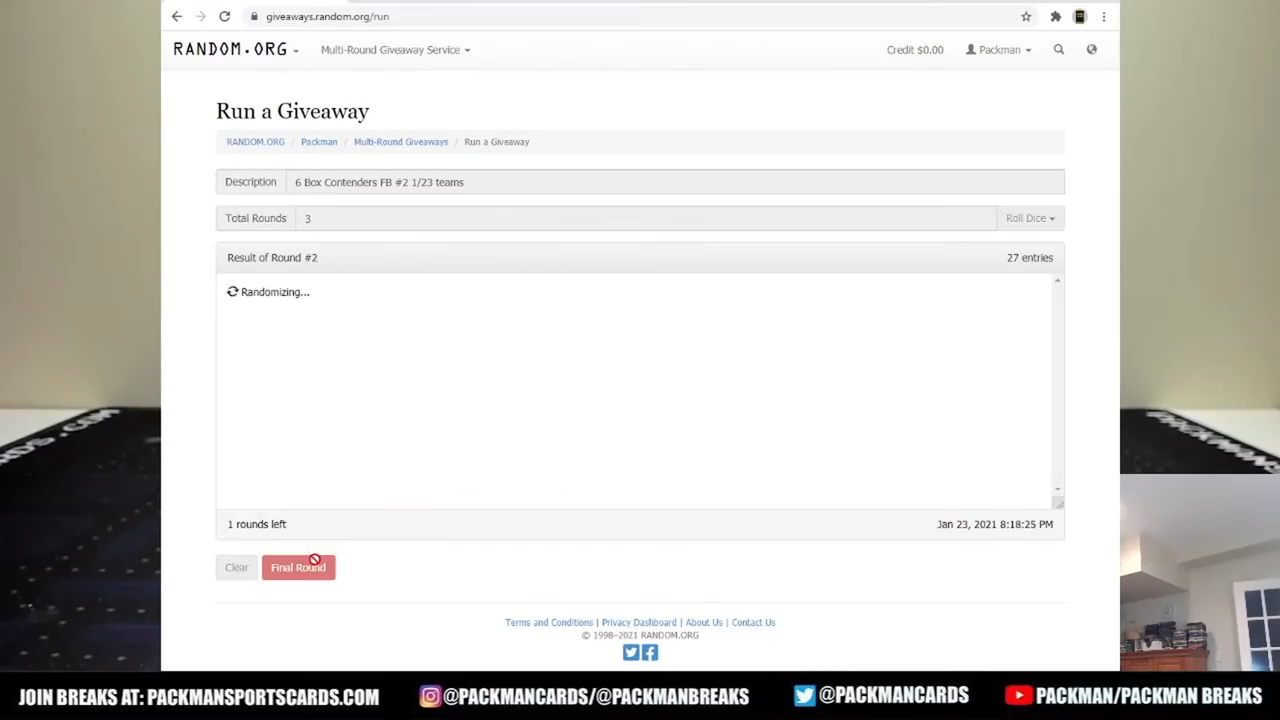 giveaways.random.org/run
RANDOM.ORG Multi-Round Giveaway Service Credit $0.00 Packman
Run a Giveaway
RANDOM.ORG / Packman / Multi-Round Giveaways / Run a Giveaway
Description 6 Box Contenders FB #2 1/23 teams
Total Rounds 3 Roll Dice
Result of Round #2 27 entries
Randomizing...
1 rounds left Jan 23, 2021 8:18:25 PM
Clear Final Round
Terms and Conditions | Privacy Dashboard | About Us | Contact Us
© 1998–2021 RANDOM.ORG
JOIN BREAKS AT: PACKMANSPORTSCARDS.COM @PACKMANCARDS/@PACKMANBREAKS @PACKMANCARDS PACKMAN/PACKMAN BREAKS